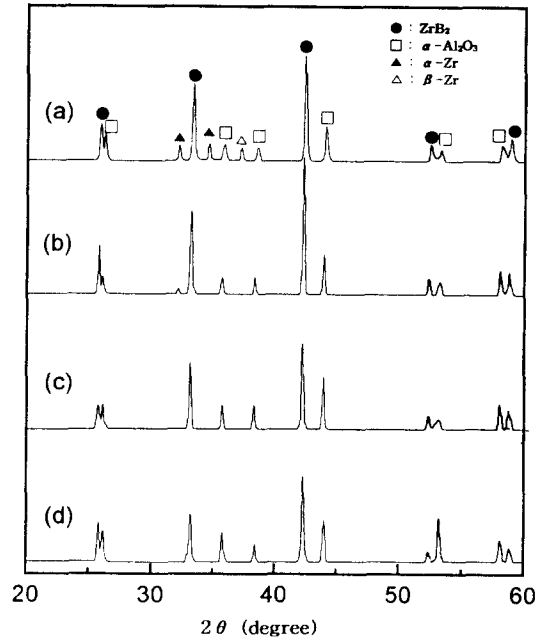 ● : ZrB₂
□ : α-Al₂O₃
▲ : α-Zr
△ : β-Zr
(a)
(b)
(c)
(d)
20 30 40 50 60
2θ (degree)